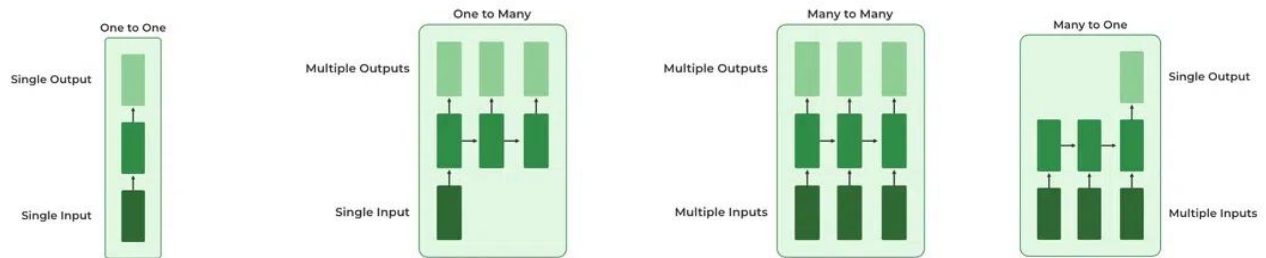 One to One
Single Output
Single Input
One to Many
Multiple Outputs
Single Input
Many to Many
Multiple Outputs
Multiple Inputs
Many to One
Single Output
Multiple Inputs